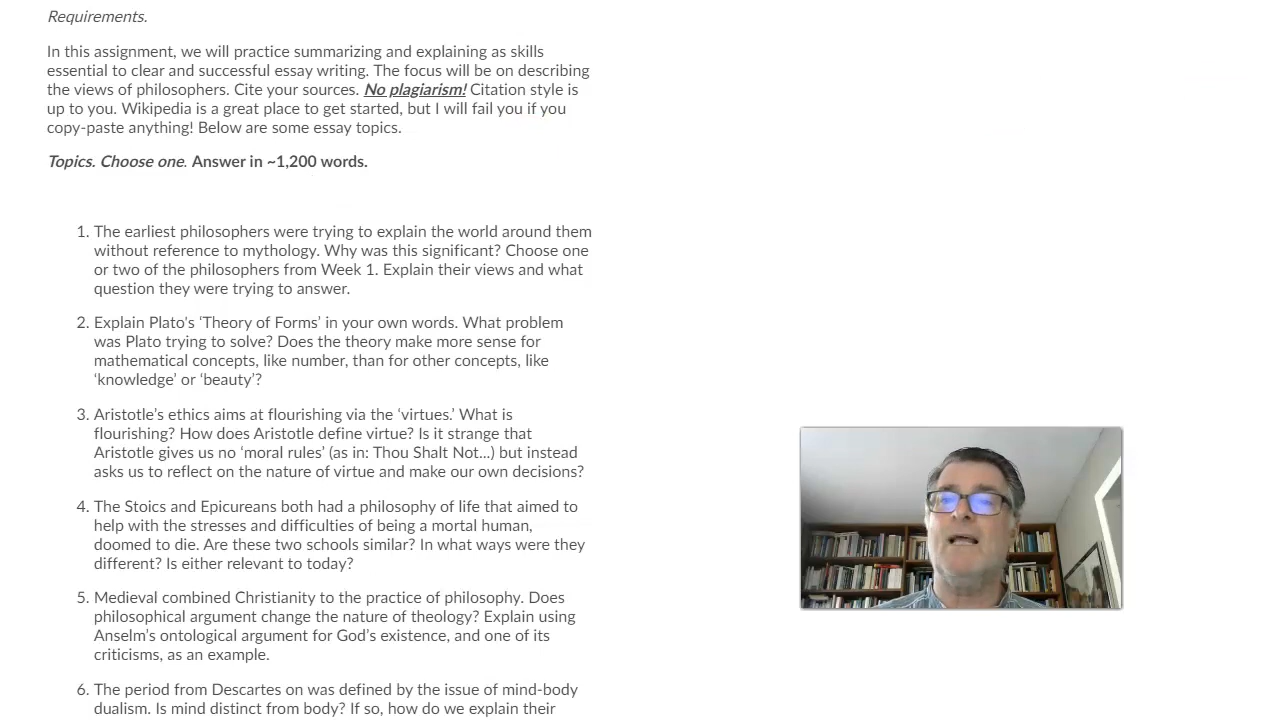 Requirements.
In this assignment, we will practice summarizing and explaining as skills
essential to clear and successful essay writing. The focus will be on describing
the views of philosophers. Cite your sources. No plagiarism! Citation style is
up to you. Wikipedia is a great place to get started, but I will fail you if you
copy-paste anything! Below are some essay topics.
Topics. Choose one. Answer in ~1,200 words.
1. The earliest philosophers were trying to explain the world around them
without reference to mythology. Why was this significant? Choose one
or two of the philosophers from Week 1. Explain their views and what
question they were trying to answer.
2. Explain Plato's ‘Theory of Forms’ in your own words. What problem
was Plato trying to solve? Does the theory make more sense for
mathematical concepts, like number, than for other concepts, like
‘knowledge’ or ‘beauty’?
3. Aristotle’s ethics aims at flourishing via the ‘virtues.’ What is
flourishing? How does Aristotle define virtue? Is it strange that
Aristotle gives us no ‘moral rules’ (as in: Thou Shalt Not...) but instead
asks us to reflect on the nature of virtue and make our own decisions?
4. The Stoics and Epicureans both had a philosophy of life that aimed to
help with the stresses and difficulties of being a mortal human,
doomed to die. Are these two schools similar? In what ways were they
different? Is either relevant to today?
5. Medieval combined Christianity to the practice of philosophy. Does
philosophical argument change the nature of theology? Explain using
Anselm’s ontological argument for God’s existence, and one of its
criticisms, as an example.
6. The period from Descartes on was defined by the issue of mind-body
dualism. Is mind distinct from body? If so, how do we explain their